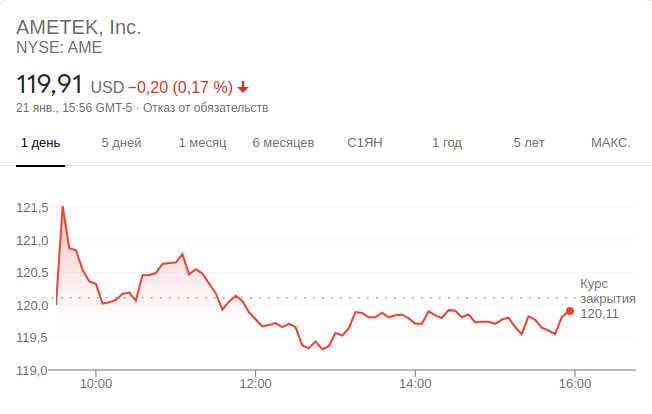 AMETEK, Inc.
NYSE: AME
119,91 USD −0,20 (0,17 %)
21 янв., 15:56 GMT-5 · Отказ от обязательств
1 день 5 дней 1 месяц 6 месяцев С1ЯН 1 год 5 лет МАКС.
121,5
121,0
120,5
120,0
119,5
119,0
Курс
закрытия
120,11
10:00 12:00 14:00 16:00